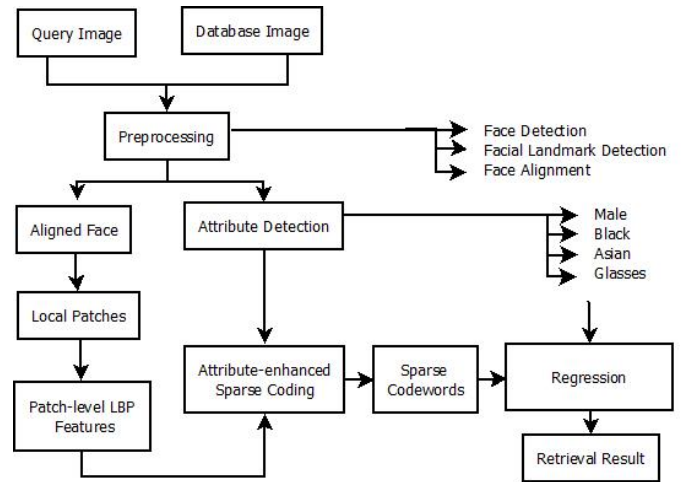 Query Image
Database Image
Preprocessing
Face Detection
Facial Landmark Detection
Face Alignment
Aligned Face
Attribute Detection
Male
Black
Asian
Glasses
Local Patches
Attribute-enhanced
Sparse Coding
Sparse
Codewords
Regression
Patch-level LBP
Features
Retrieval Result